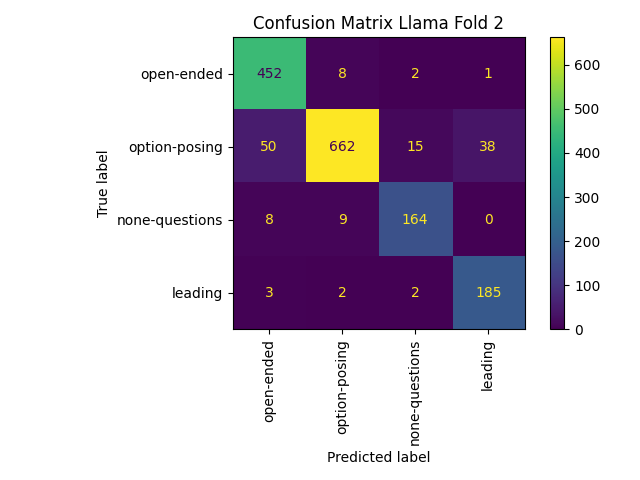 Confusion Matrix Llama Fold 2
True label
open-ended 452 8 2 1
option-posing 50 662 15 38
none-questions 8 9 164 0
leading 3 2 2 185
open-ended
option-posing
none-questions
leading
Predicted label
600
500
400
300
200
100
0